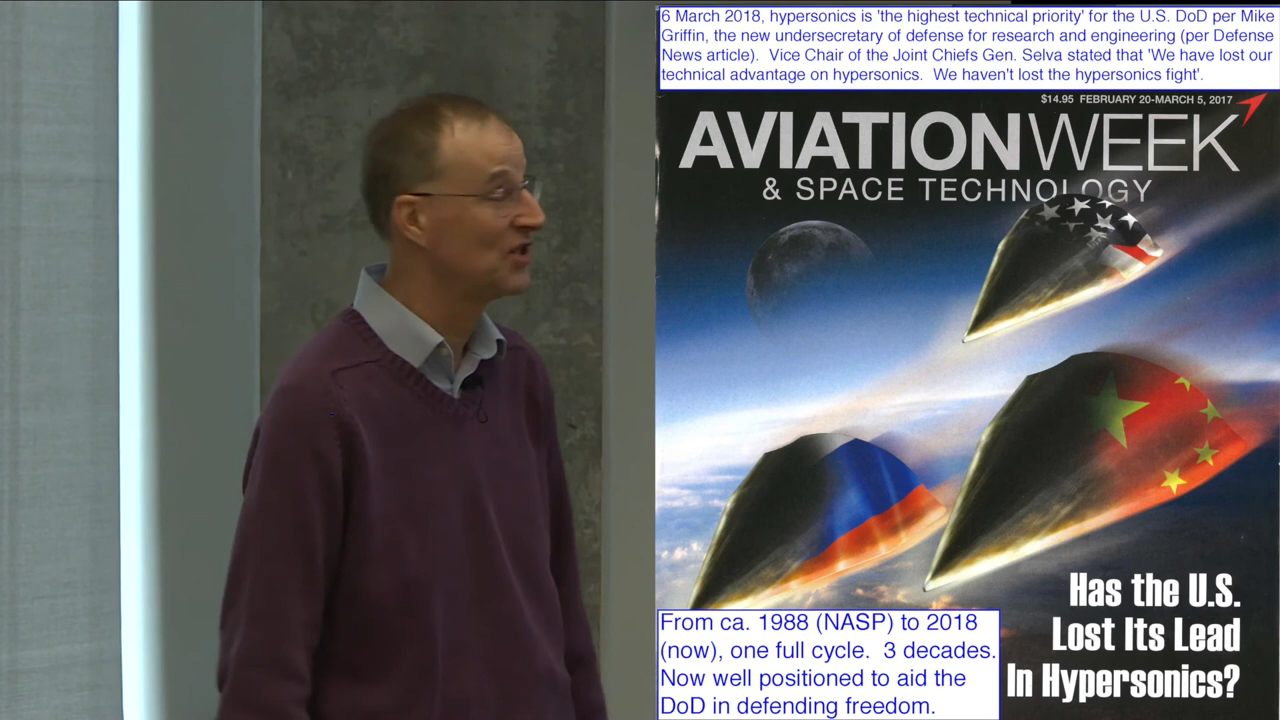 6 March 2018, hypersonics is 'the highest technical priority' for the U.S. DoD per Mike
Griffin, the new undersecretary of defense for research and engineering (per Defense
News article).  Vice Chair of the Joint Chiefs Gen. Selva stated that 'We have lost our
technical advantage on hypersonics.  We haven't lost the hypersonics fight'.
$14.95 FEBRUARY 20-MARCH 5, 2017
AVIATION WEEK
& SPACE TECHNOLOGY
Has the U.S.
Lost Its Lead
In Hypersonics?
From ca. 1988 (NASP) to 2018
(now), one full cycle.  3 decades.
Now well positioned to aid the
DoD in defending freedom.